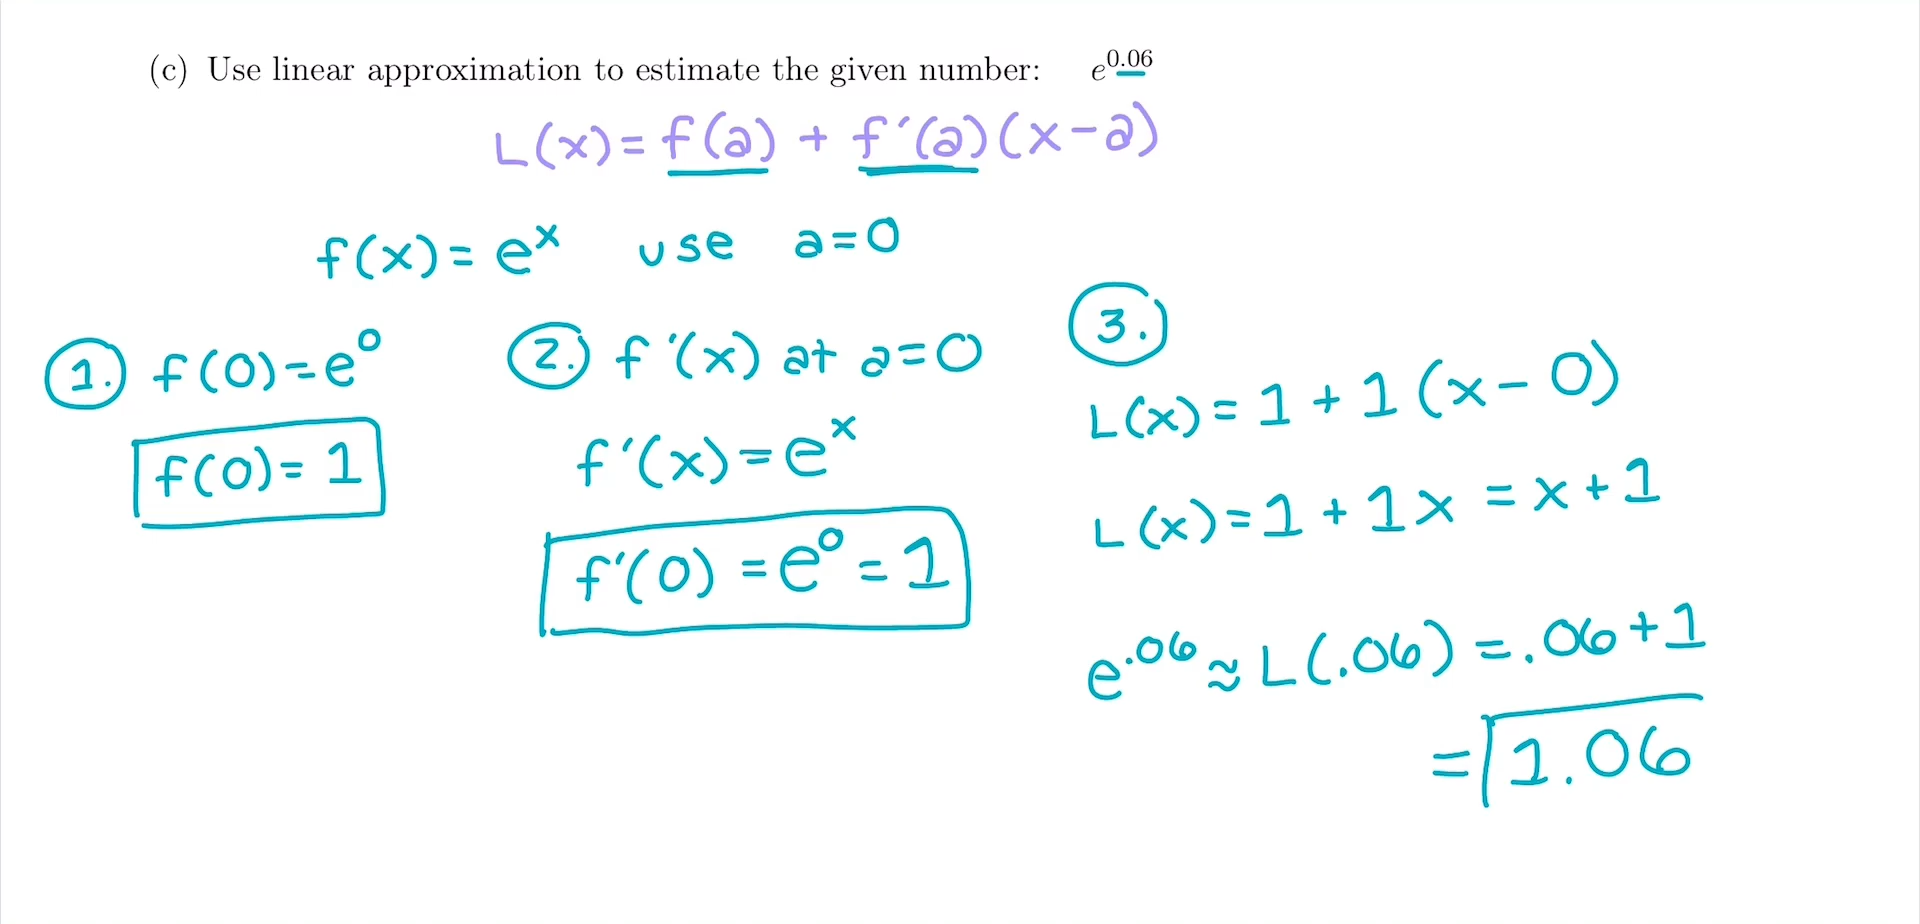 (c) Use linear approximation to estimate the given number: e^0.06
L(x) = f(a) + f'(a)(x-a)
f(x) = e^x use a=0
1. f(0) = e^0
f(0) = 1
2. f'(x) at a=0
f'(x) = e^x
f'(0) = e^0 = 1
3.
L(x) = 1 + 1(x-0)
L(x) = 1 + 1x = x+1
e^.06 ≈ L(.06) = .06+1
= 1.06